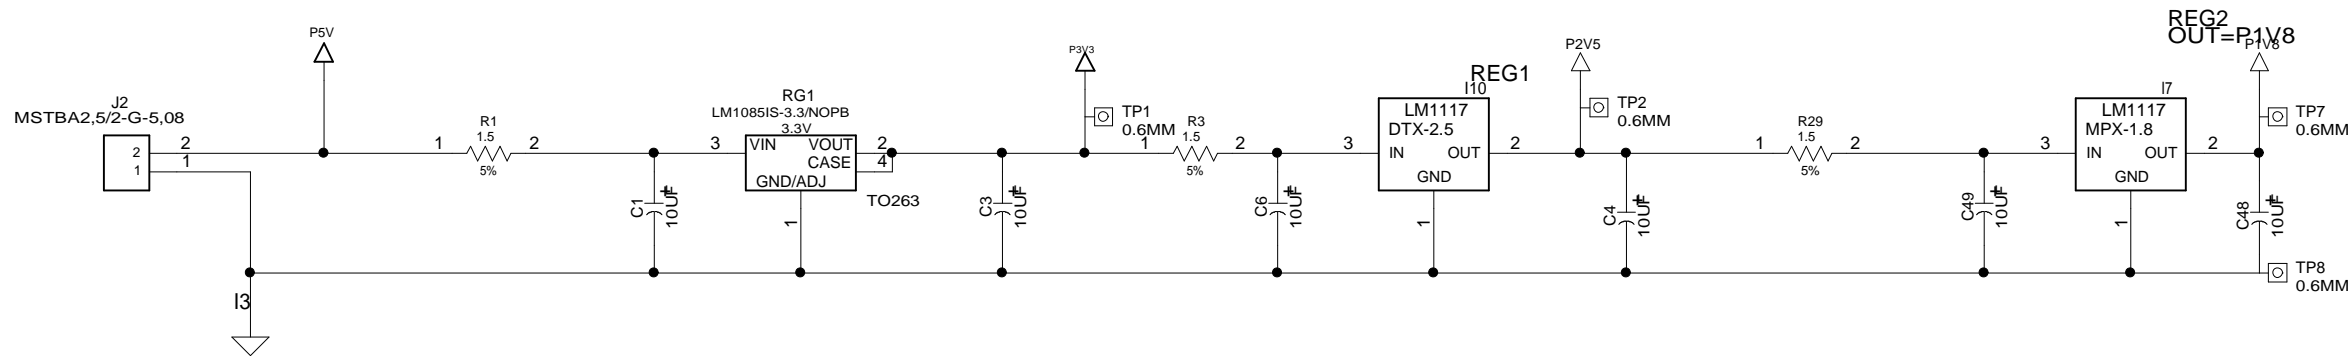 J2
MSTBA2,5/2-G-5,08
2
1
2
1
I3
P5V
1
R1
1.5
5%
2
C1
10UF
+
3
RG1
LM1085IS-3.3/NOPB
3.3V
VIN
VOUT
CASE
GND/ADJ
2
4
1
TO263
C3
10UF
+
P3V3
TP1
0.6MM
1
R3
1.5
5%
2
C6
10UF
+
3
REG1
I10
LM1117
DTX-2.5
IN
OUT
GND
2
1
P2V5
TP2
0.6MM
C4
10UF
+
1
R29
1.5
5%
2
C49
10UF
+
3
REG2
OUT=P1V8
P1V8
I7
LM1117
MPX-1.8
IN
OUT
GND
2
1
TP7
0.6MM
C48
10UF
+
TP8
0.6MM